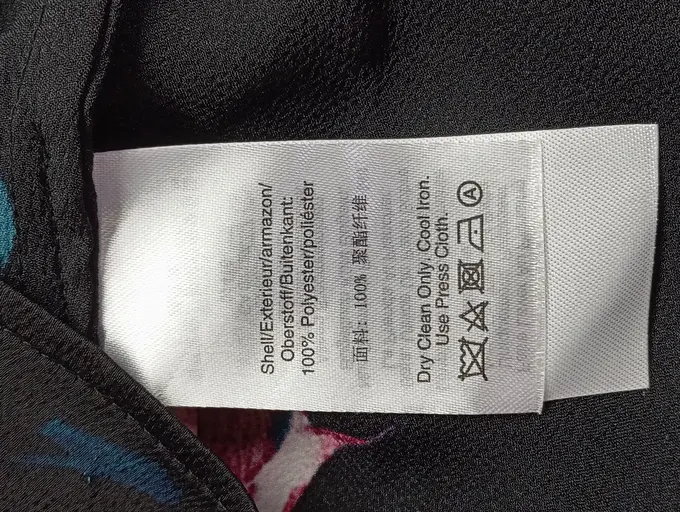 Shell/Exterieur/armazon/
Oberstoff/Buitenkant:
100% Polyester/poliéster
面料: 100% 聚酯纤维
Dry Clean Only. Cool Iron.
Use Press Cloth.
A